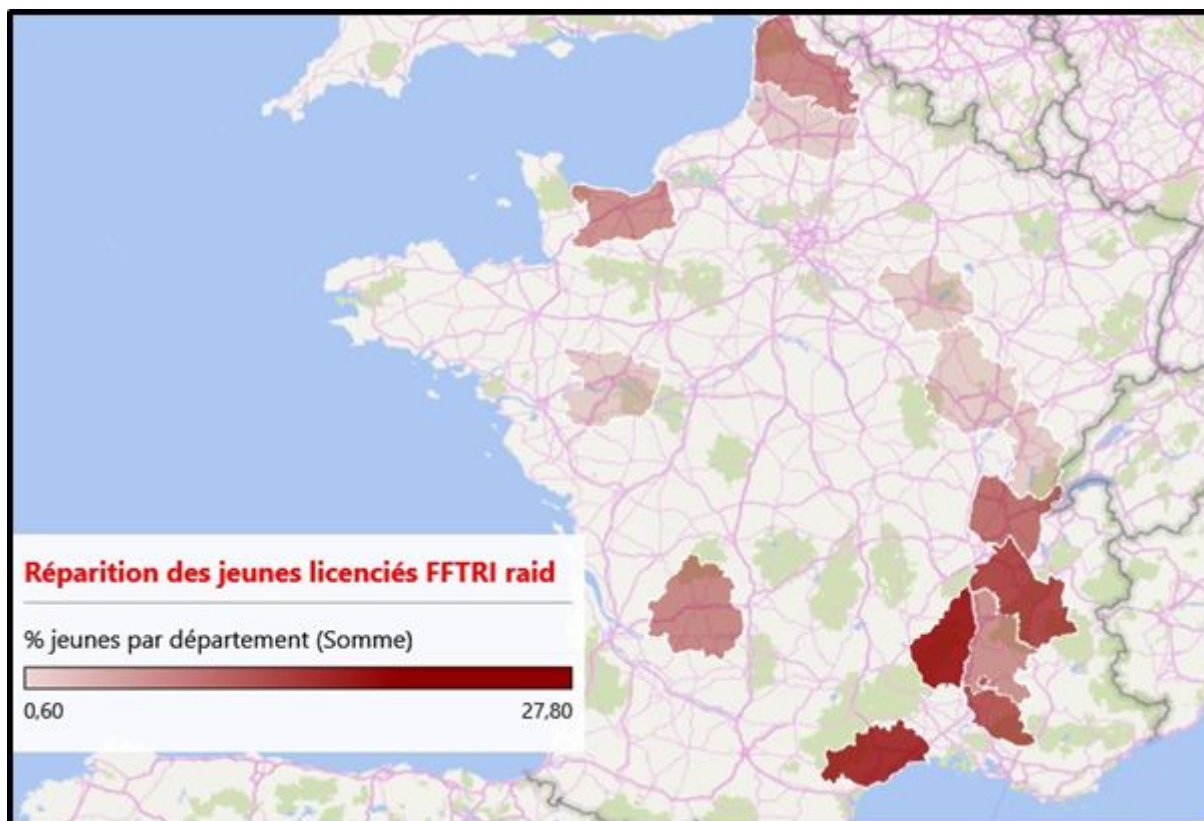 Réparition des jeunes licenciés FFTRI raid
% jeunes par département (Somme)
0,60 27,80